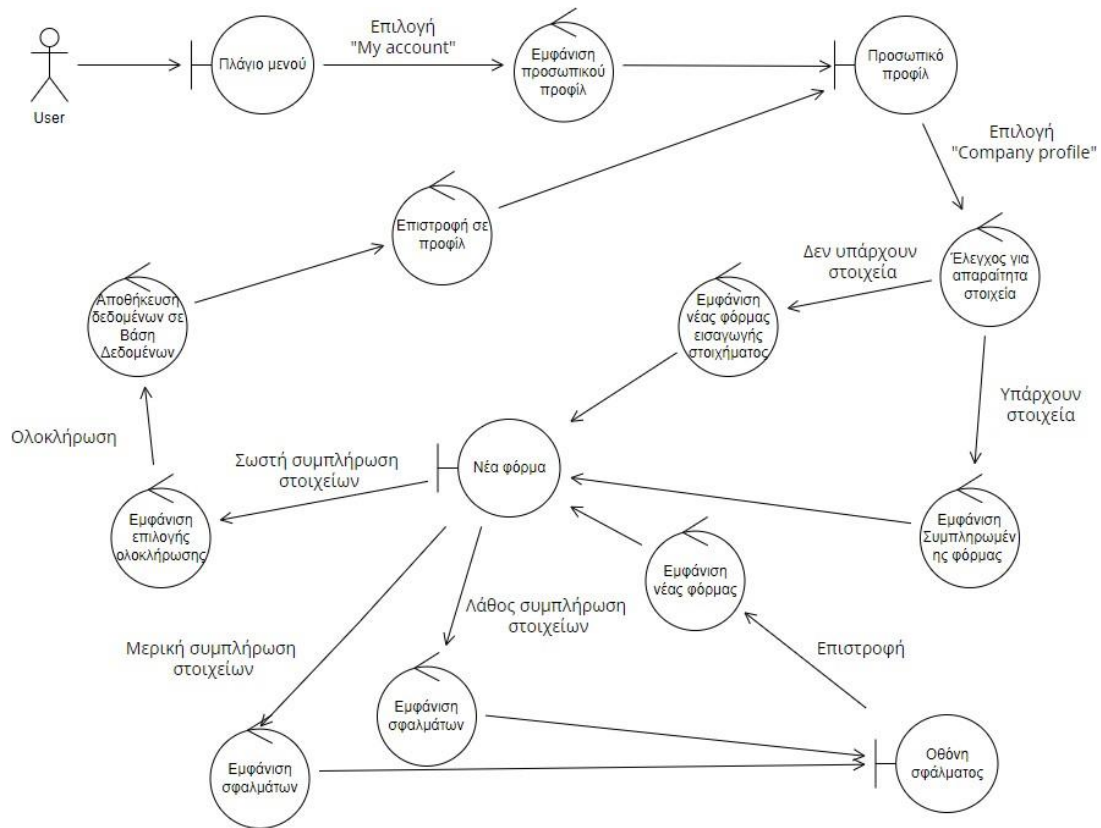 User
Πλάγιο μενού
Επιλογή
"My account"
Εμφάνιση
προσωπικού
προφίλ
Προσωπικό
προφίλ
Επιλογή
"Company profile"
Επιστροφή σε
προφίλ
Έλεγχος για
απαραίτητα
στοιχεία
Δεν υπάρχουν
στοιχεία
Εμφάνιση
νέας φόρμας
εισαγωγής
στοιχήματος
Αποθήκευση
δεδομένων σε
Βάση
Δεδομένων
Υπάρχουν
στοιχεία
Ολοκλήρωση
Σωστή συμπλήρωση
στοιχείων
Νέα φόρμα
Εμφάνιση
επιλογής
ολοκλήρωσης
Εμφάνιση
Συμπληρωμέν
ης φόρμας
Εμφάνιση
νέας φόρμας
Λάθος συμπλήρωση
στοιχείων
Μερική συμπλήρωση
στοιχείων
Επιστροφή
Εμφάνιση
σφαλμάτων
Εμφάνιση
σφαλμάτων
Οθόνη
σφάλματος